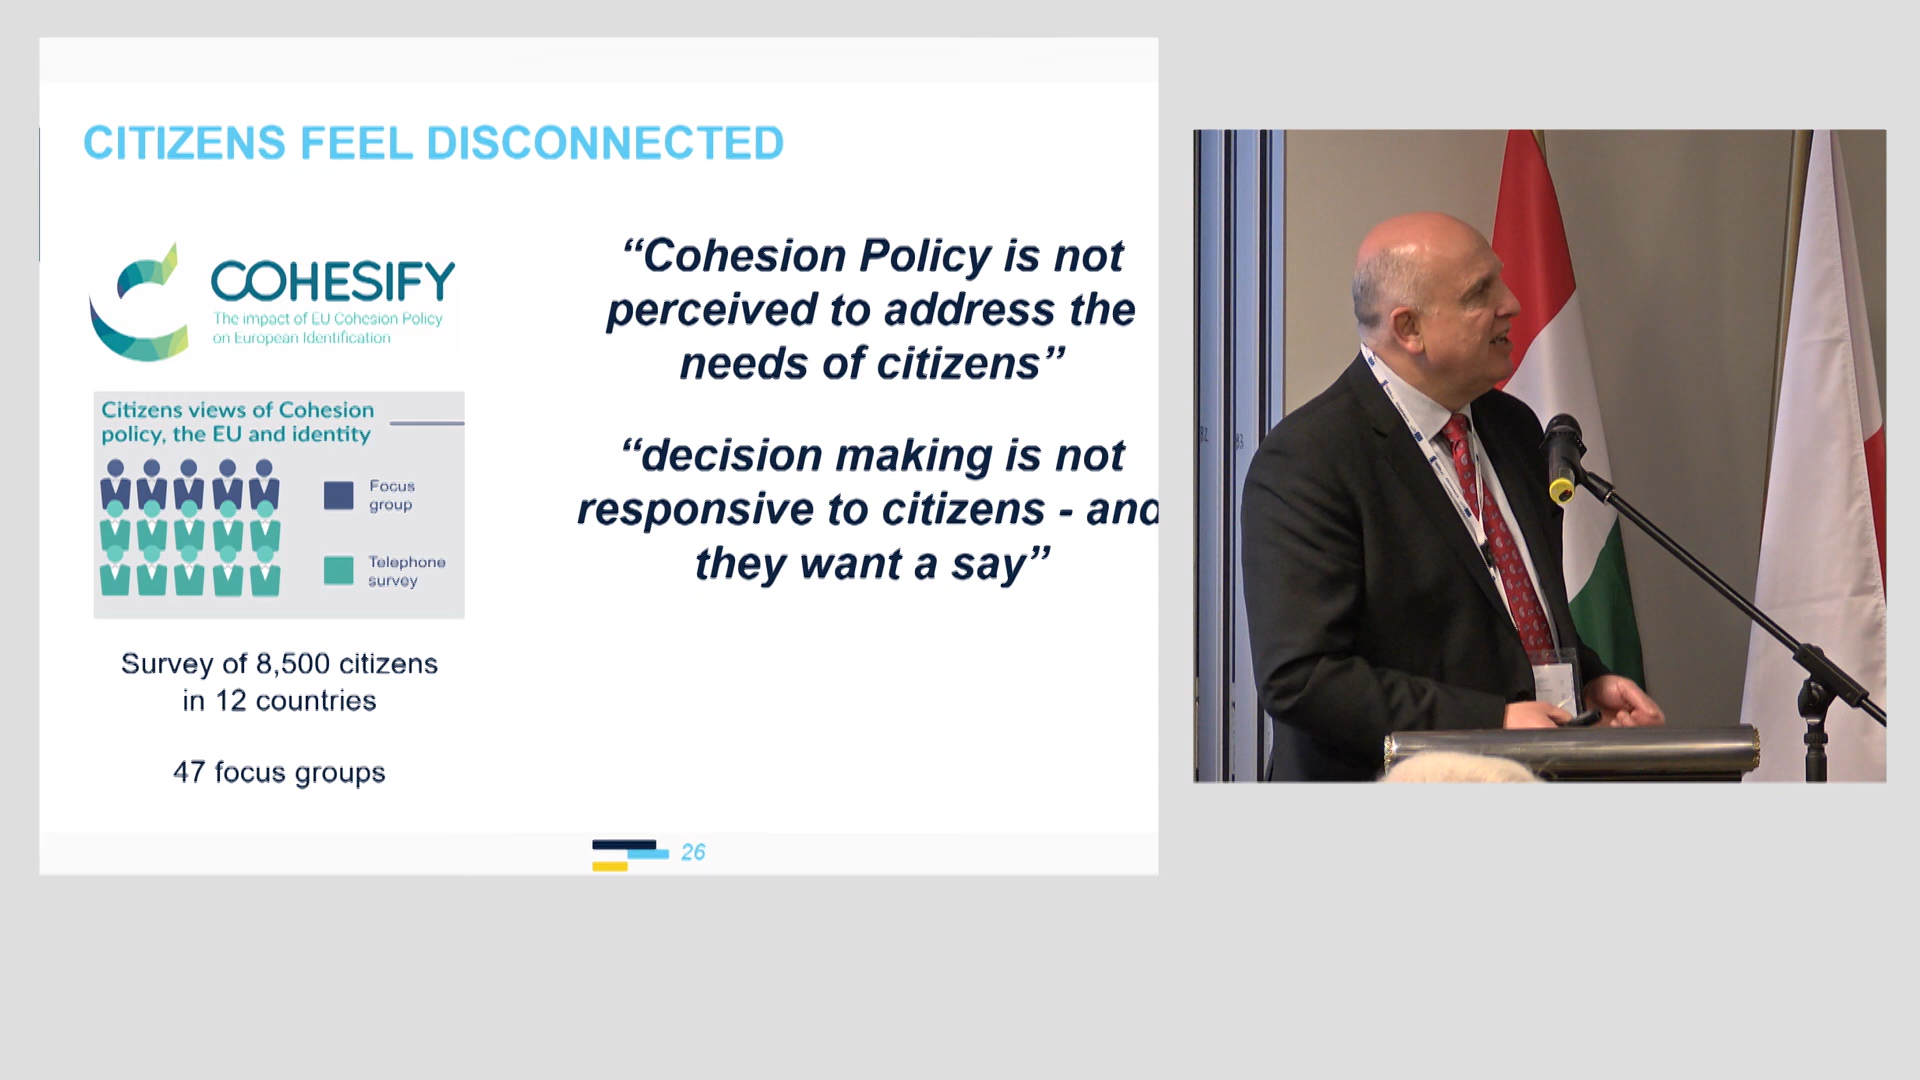 CITIZENS FEEL DISCONNECTED
COHESIFY
The impact of EU Cohesion Policy
on European Identification
Citizens views of Cohesion
policy, the EU and identity
Focus
group
Telephone
survey
Survey of 8,500 citizens
in 12 countries
47 focus groups
“Cohesion Policy is not
perceived to address the
needs of citizens”
“decision making is not
responsive to citizens - and
they want a say”
26